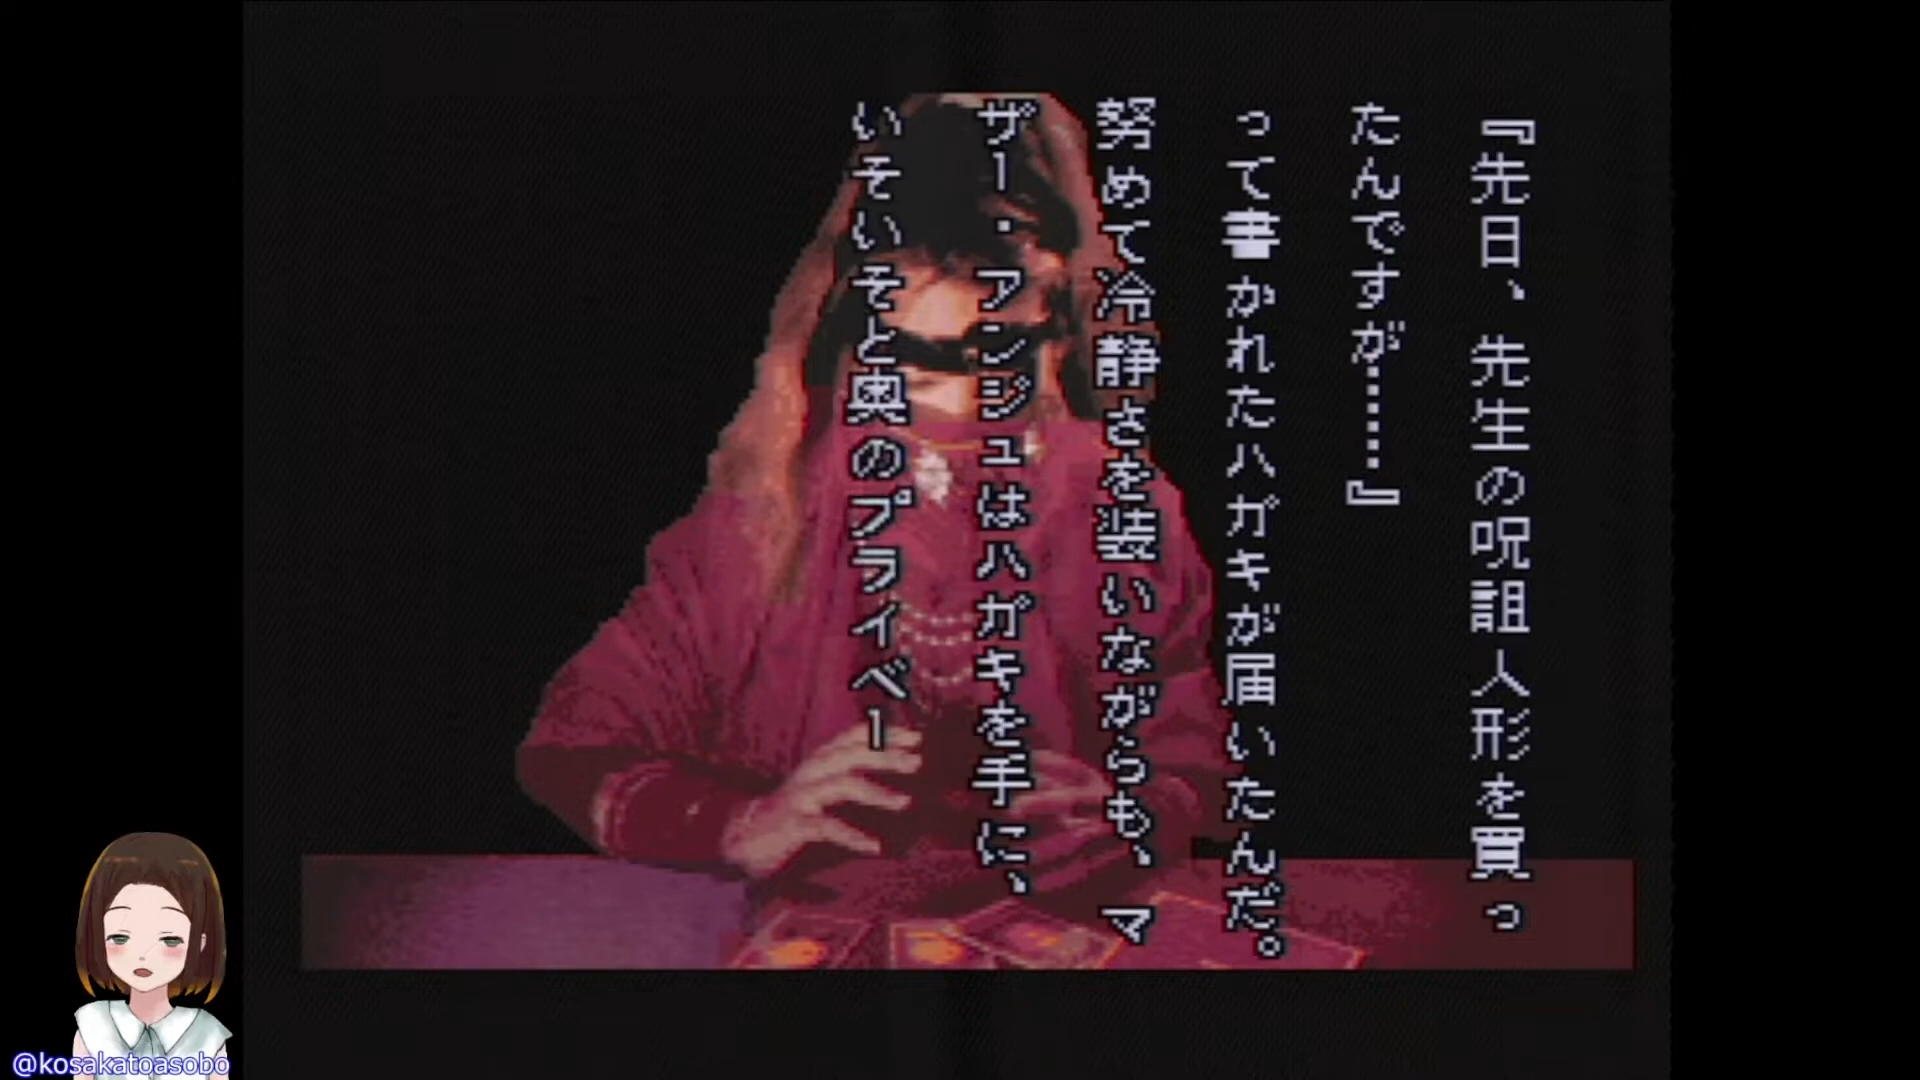 『先日、先生の呪詛人形を買っ
たんですが……』
って書かれたハガキが届いたんだ。
努めて冷静さを装いながらも、マ
ザー・アンジュはハガキを手に、
いそいそと奥のプライベー
@kosakatoasobo